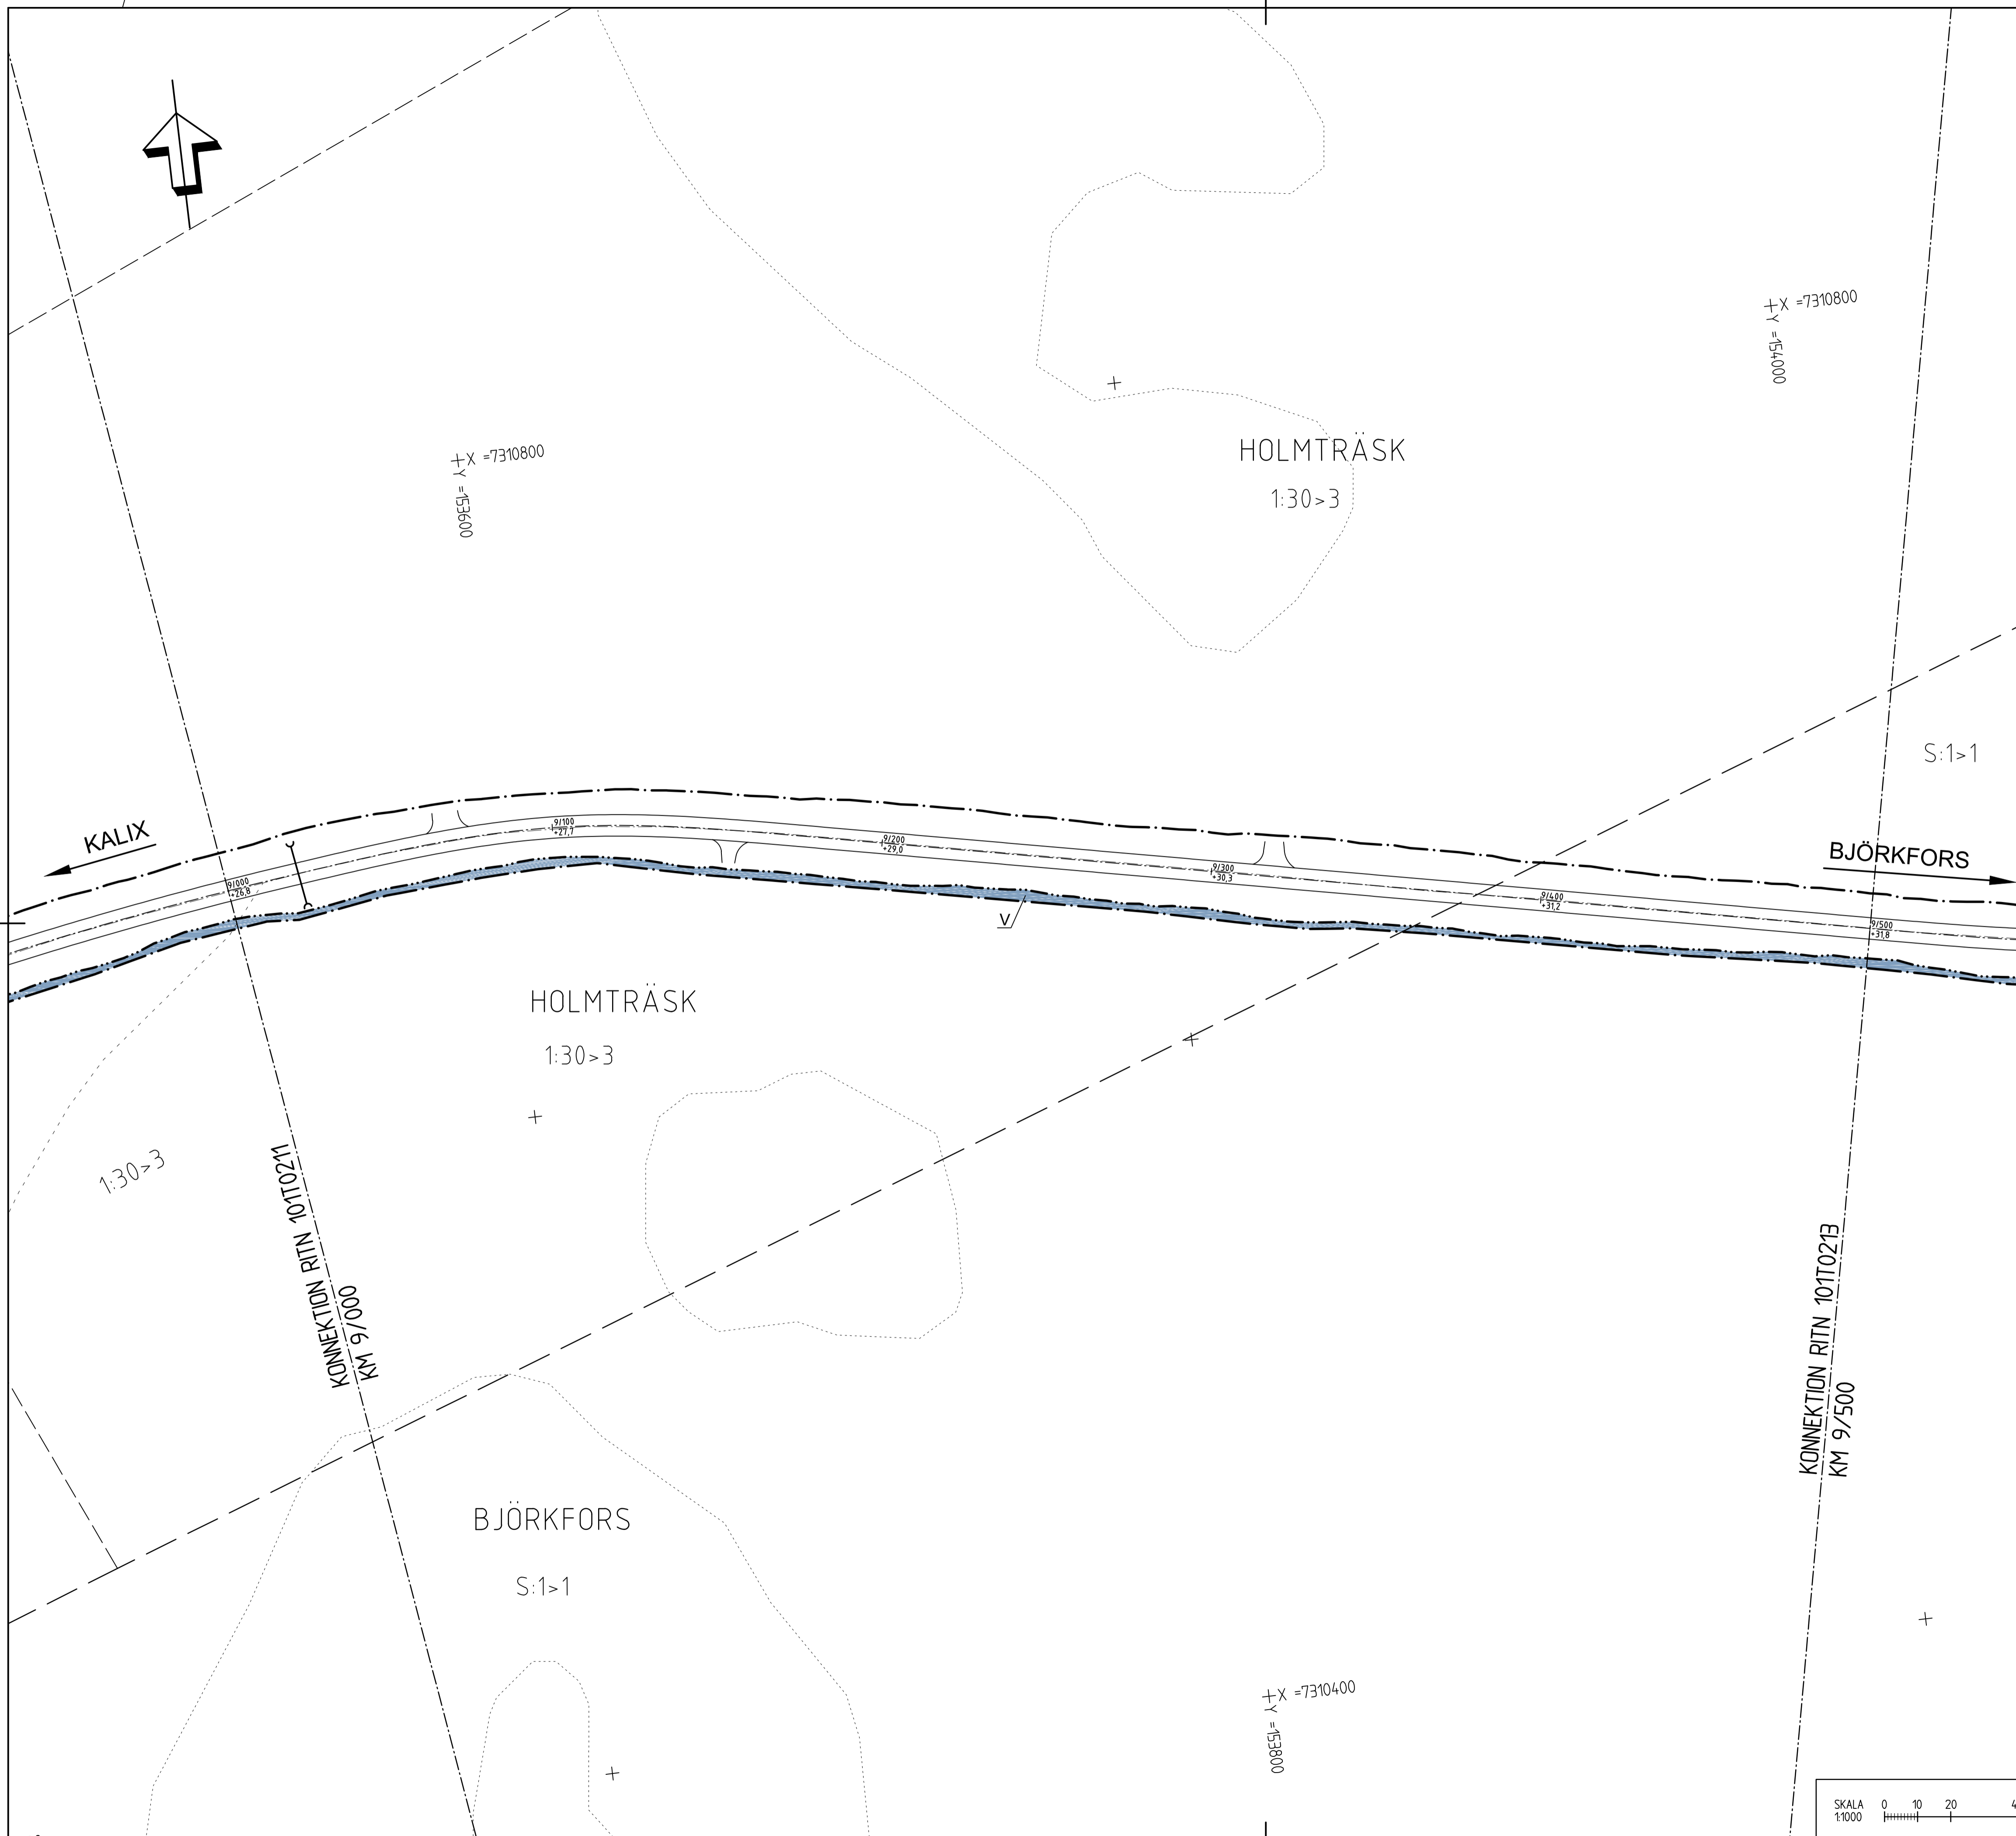 X =7310800
Y =154000
HOLMTRÄSK
1:30>3
X =7310800
Y =153600
S:1>1
KALIX
BJÖRKFORS
9/000
+26,8
9/100
+27,7
9/200
+29,0
9/300
+30,3
9/400
+31,2
9/500
+31,8
V
HOLMTRÄSK
1:30>3
1:30>3
KONNEKTION RITN 101T0211
KM 9/000
KONNEKTION RITN 101T0213
KM 9/500
BJÖRKFORS
S:1>1
X =7310400
Y =153800
SKALA 0 10 20
1:1000